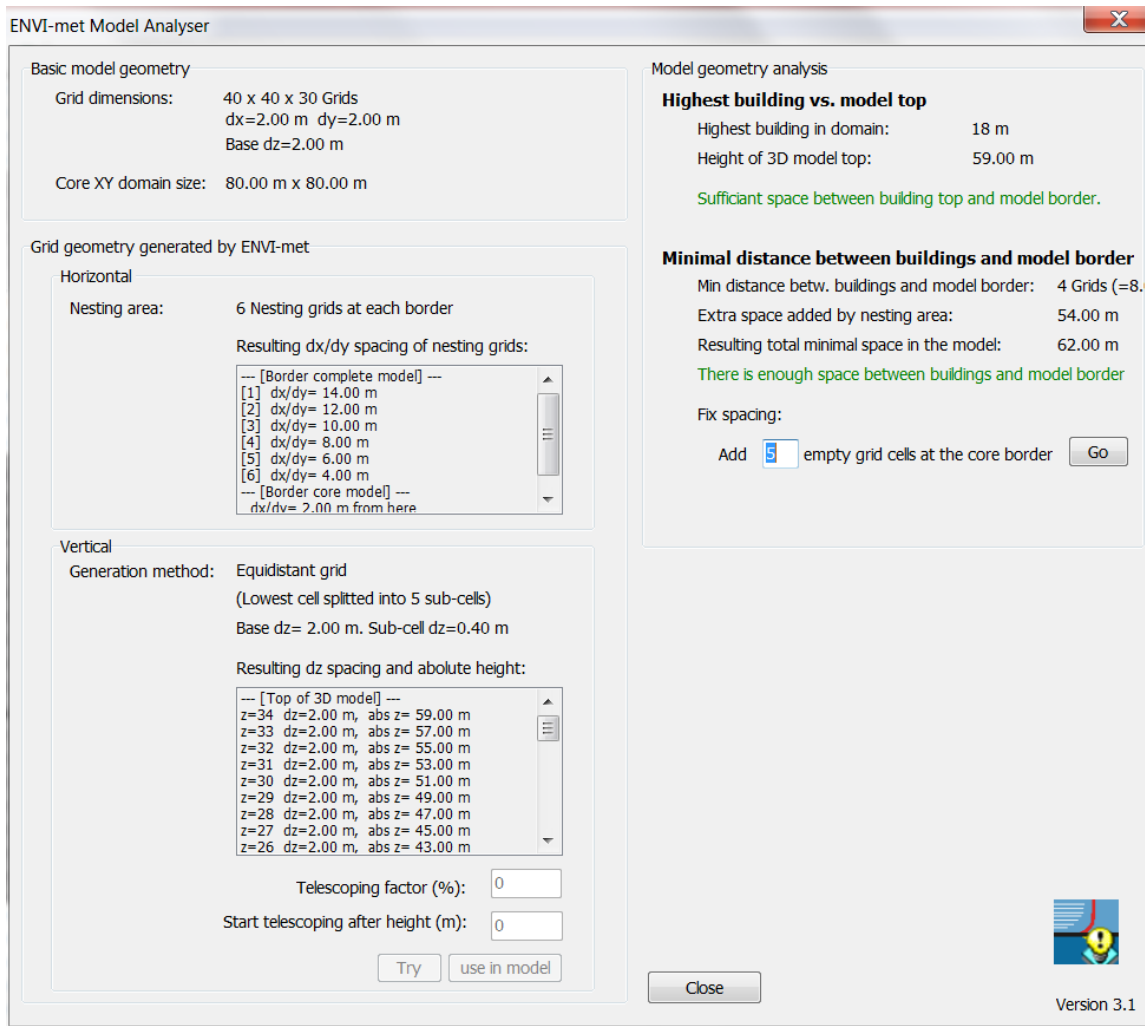 ENVI-met Model Analyser
Basic model geometry
Grid dimensions: 40 x 40 x 30 Grids
dx=2.00 m dy=2.00 m
Base dz=2.00 m
Core XY domain size: 80.00 m x 80.00 m
Grid geometry generated by ENVI-met
Horizontal
Nesting area: 6 Nesting grids at each border
Resulting dx/dy spacing of nesting grids:
--- [Border complete model] ---
[1] dx/dy= 14.00 m
[2] dx/dy= 12.00 m
[3] dx/dy= 10.00 m
[4] dx/dy= 8.00 m
[5] dx/dy= 6.00 m
[6] dx/dy= 4.00 m
--- [Border core model] ---
dx/dy= 2.00 m from here
Vertical
Generation method: Equidistant grid
(Lowest cell splitted into 5 sub-cells)
Base dz= 2.00 m. Sub-cell dz=0.40 m
Resulting dz spacing and abolute height:
--- [Top of 3D model] ---
z=34 dz=2.00 m, abs z= 59.00 m
z=33 dz=2.00 m, abs z= 57.00 m
z=32 dz=2.00 m, abs z= 55.00 m
z=31 dz=2.00 m, abs z= 53.00 m
z=30 dz=2.00 m, abs z= 51.00 m
z=29 dz=2.00 m, abs z= 49.00 m
z=28 dz=2.00 m, abs z= 47.00 m
z=27 dz=2.00 m, abs z= 45.00 m
z=26 dz=2.00 m, abs z= 43.00 m
Telescoping factor (%): 0
Start telescoping after height (m): 0
Try use in model
Model geometry analysis
Highest building vs. model top
Highest building in domain: 18 m
Height of 3D model top: 59.00 m
Sufficiant space between building top and model border.
Minimal distance between buildings and model border
Min distance betw. buildings and model border: 4 Grids (=8.
Extra space added by nesting area: 54.00 m
Resulting total minimal space in the model: 62.00 m
There is enough space between buildings and model border
Fix spacing:
Add 5 empty grid cells at the core border Go
Close
Version 3.1